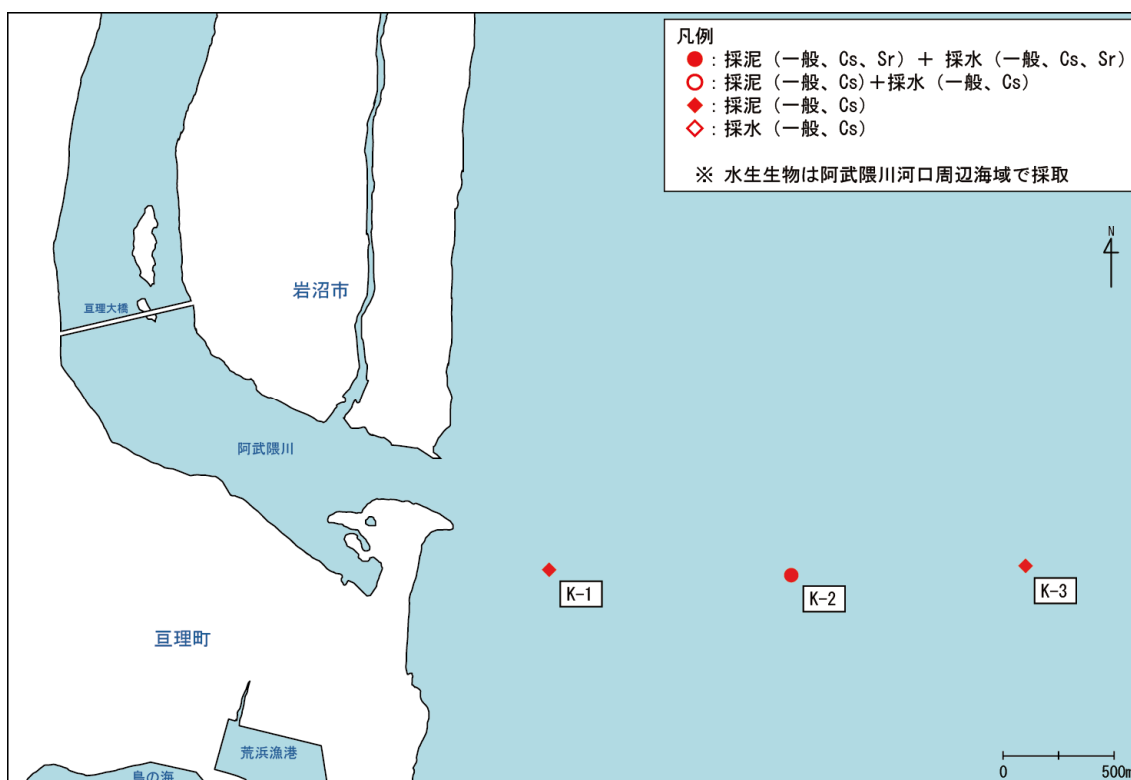 凡例
●：採泥（一般、Cs、Sr）＋ 採水（一般、Cs、Sr）
○：採泥（一般、Cs）＋採水（一般、Cs）
◆：採泥（一般、Cs）
◇：採水（一般、Cs）
※ 水生生物は阿武隈川河口周辺海域で採取
N
岩沼市
亘理大橋
阿武隈川
K-1
K-2
K-3
亘理町
荒浜漁港
鳥の海
0 500m